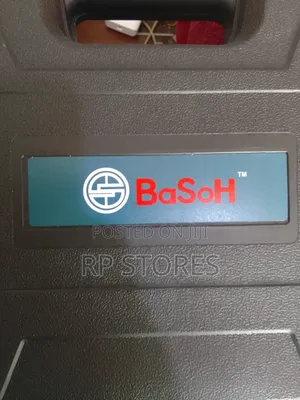 BaSoH™
POSTED ON JIJI
RP STORES